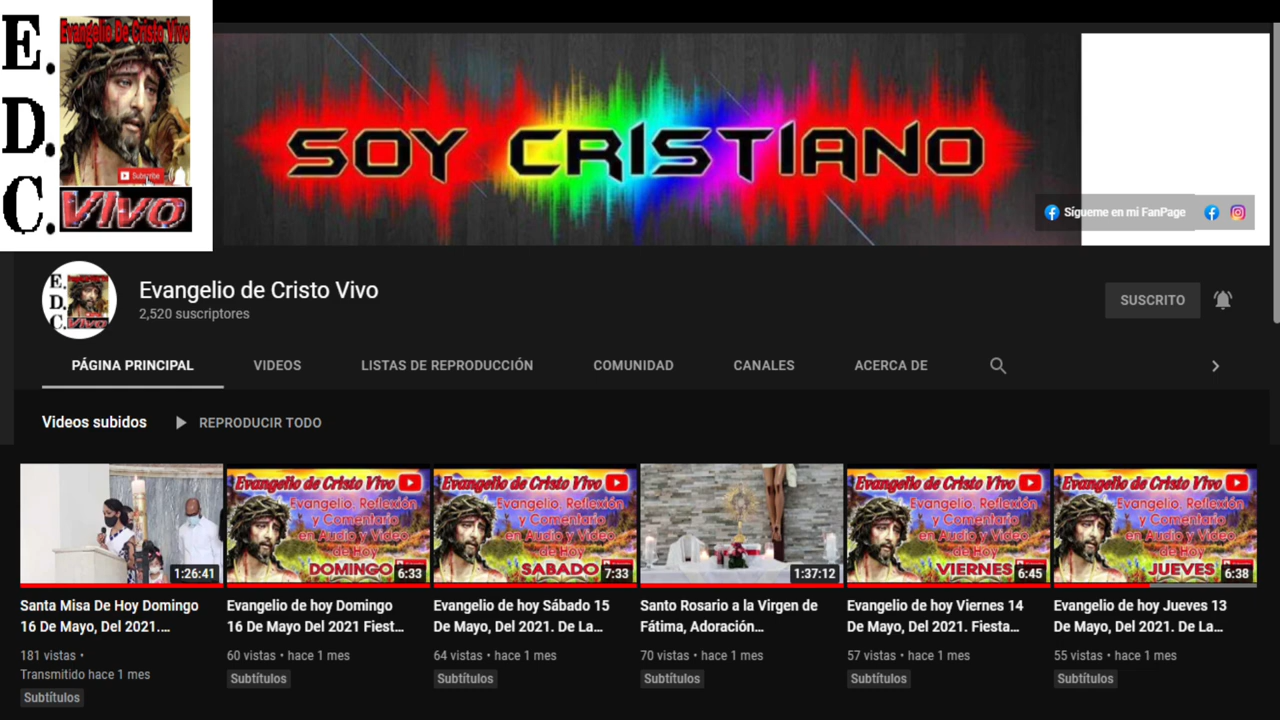 E.
D.
C.
Evangelio De Cristo Vivo
Subscribe
Vivo
SOY CRISTIANO
Sígueme en mi FanPage
E.
D.
C.
Vivo
Evangelio de Cristo Vivo
2,520 suscriptores
SUSCRITO
PÁGINA PRINCIPAL VIDEOS LISTAS DE REPRODUCCIÓN COMUNIDAD CANALES ACERCA DE
Videos subidos REPRODUCIR TODO
1:26:41
Santa Misa De Hoy Domingo
16 De Mayo, Del 2021....
181 vistas •
Transmitido hace 1 mes
Subtítulos
Evangelio de Cristo Vivo
Evangelio, Reflexión
y Comentario
en Audio y Video
de Hoy
DOMINGO 6:33
Evangelio de hoy Domingo
16 De Mayo Del 2021 Fiest...
60 vistas • hace 1 mes
Subtítulos
Evangelio de Cristo Vivo
Evangelio, Reflexión
y Comentario
en Audio y Video
de Hoy
SABADO 7:33
Evangelio de hoy Sábado 15
De Mayo, Del 2021. De La...
64 vistas • hace 1 mes
Subtítulos
1:37:12
Santo Rosario a la Virgen de
Fátima, Adoración...
70 vistas • hace 1 mes
Subtítulos
Evangelio de Cristo Vivo
Evangelio, Reflexión
y Comentario
en Audio y Video
de Hoy
VIERNES 6:45
Evangelio de hoy Viernes 14
De Mayo, Del 2021. Fiesta...
57 vistas • hace 1 mes
Subtítulos
Evangelio de Cristo Vivo
Evangelio, Reflexión
y Comentario
en Audio y Video
de Hoy
JUEVES 6:38
Evangelio de hoy Jueves 13
De Mayo, Del 2021. De La...
55 vistas • hace 1 mes
Subtítulos